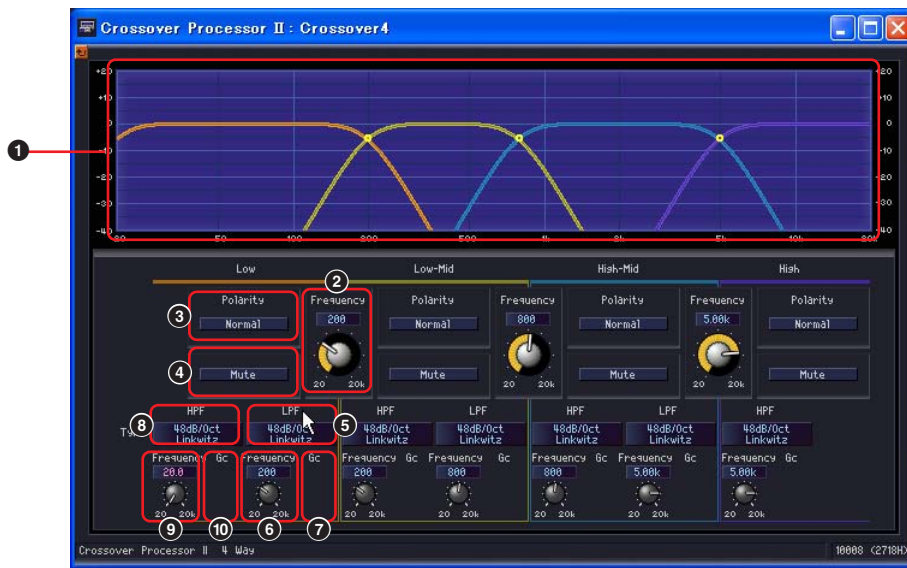 Crossover Processor II : Crossover4
+20 +20
+10 +10
0 0
1
-10 -10
-20 -20
-30 -30
-40 -40
20 50 100 200 500 1k 2k 5k 10k 20k
Low Low-Mid High-Mid High
2
Polarity Frequency Polarity Frequency Polarity Frequency Polarity
3 Normal 200 Normal 800 Normal 5.00k Normal
4 Mute Mute Mute Mute
20 20k 20 20k 20 20k
HPF LPF HPF LPF HPF LPF HPF
8 48dB/Oct 48dB/Oct 5 48dB/Oct 48dB/Oct 48dB/Oct 48dB/Oct 48dB/Oct
Linkwitz Linkwitz Linkwitz Linkwitz Linkwitz Linkwitz Linkwitz
Frequency Gc Frequency Gc Frequency Gc Frequency Gc Frequency Gc Frequency Gc Frequency Gc
20.0 200 200 800 800 5.00k 5.00k
20 20k 20 20k 20 20k 20 20k 20 20k 20 20k 20 20k
9 10 6 7
Crossover Processor II 4 Way 10008 (2718H)